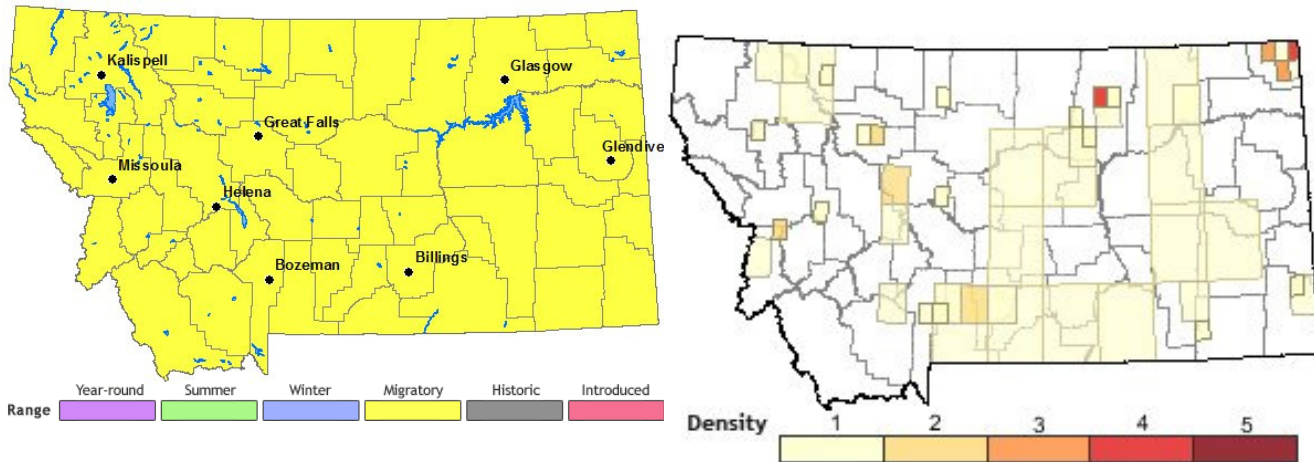 Kalispell
Glasgow
Great Falls
Glendive
Missoula
Helena
Bozeman
Billings
Year-round Summer Winter Migratory Historic Introduced
Range
Density 1 2 3 4 5